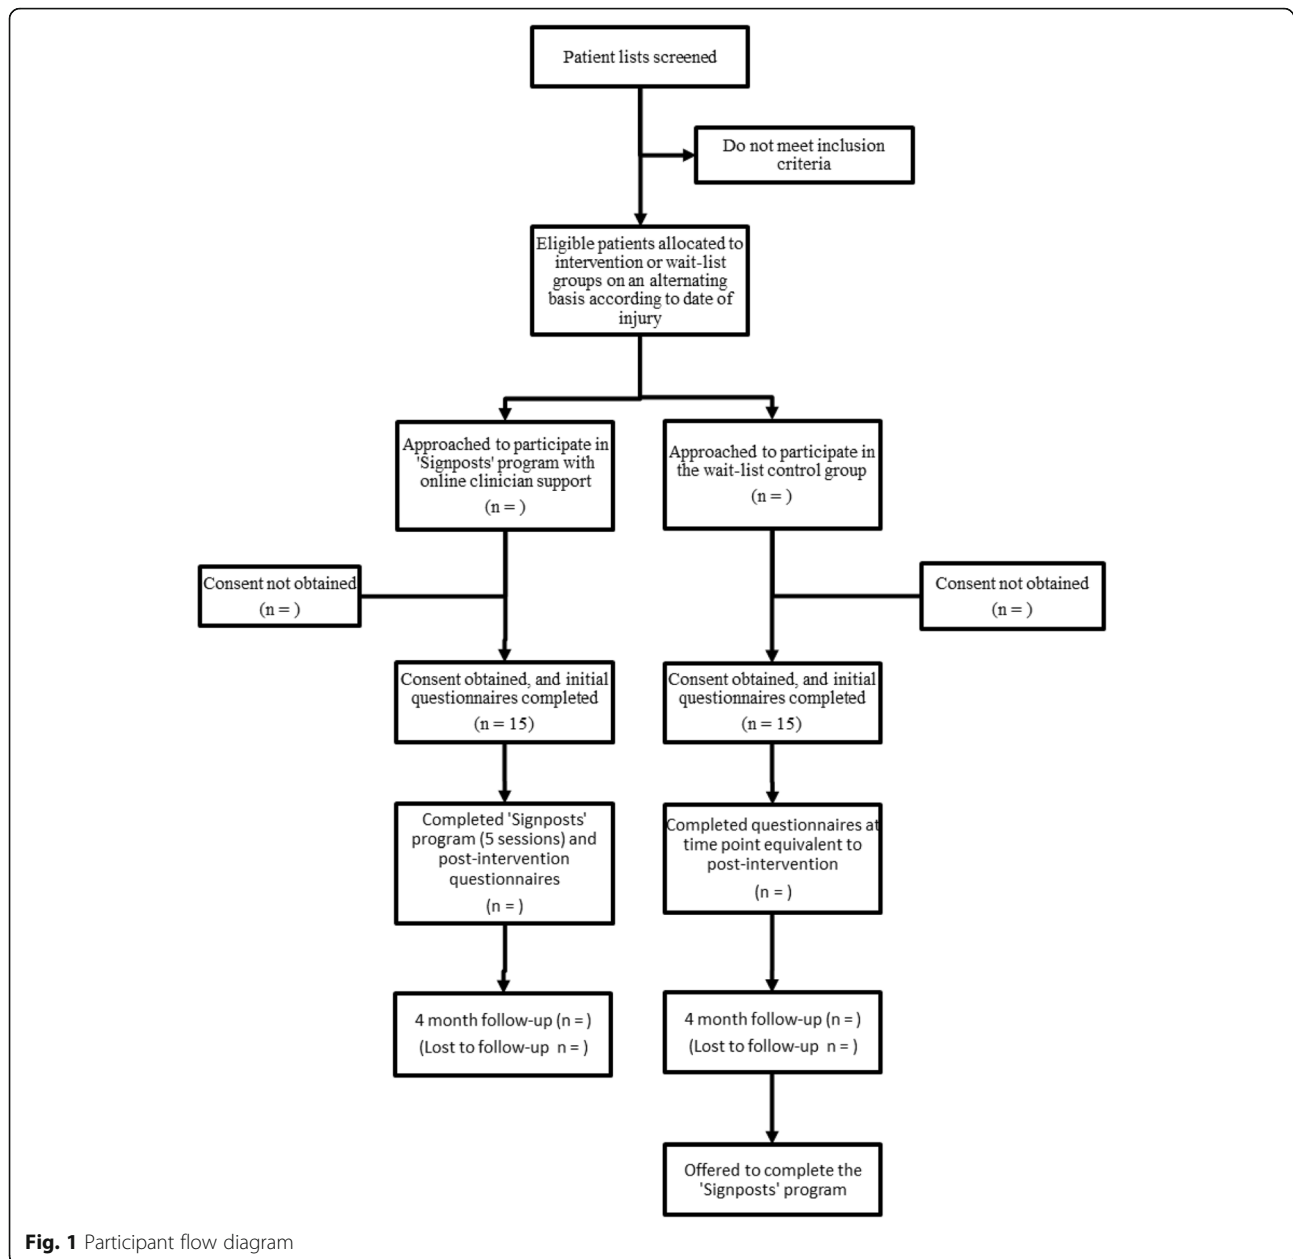 Patient lists screened
Do not meet inclusion
criteria
Eligible patients allocated to
intervention or wait-list
groups on an alternating
basis according to date of
injury
Approached to participate in
'Signposts' program with
online clinician support
(n = )
Approached to participate in
the wait-list control group
(n = )
Consent not obtained
(n = )
Consent not obtained
(n = )
Consent obtained, and initial
questionnaires completed
(n = 15)
Consent obtained, and initial
questionnaires completed
(n = 15)
Completed 'Signposts'
program (5 sessions) and
post-intervention
questionnaires
(n = )
Completed questionnaires at
time point equivalent to
post-intervention
(n = )
4 month follow-up (n = )
(Lost to follow-up n = )
4 month follow-up (n = )
(Lost to follow-up n = )
Offered to complete the
'Signposts' program
Fig. 1 Participant flow diagram